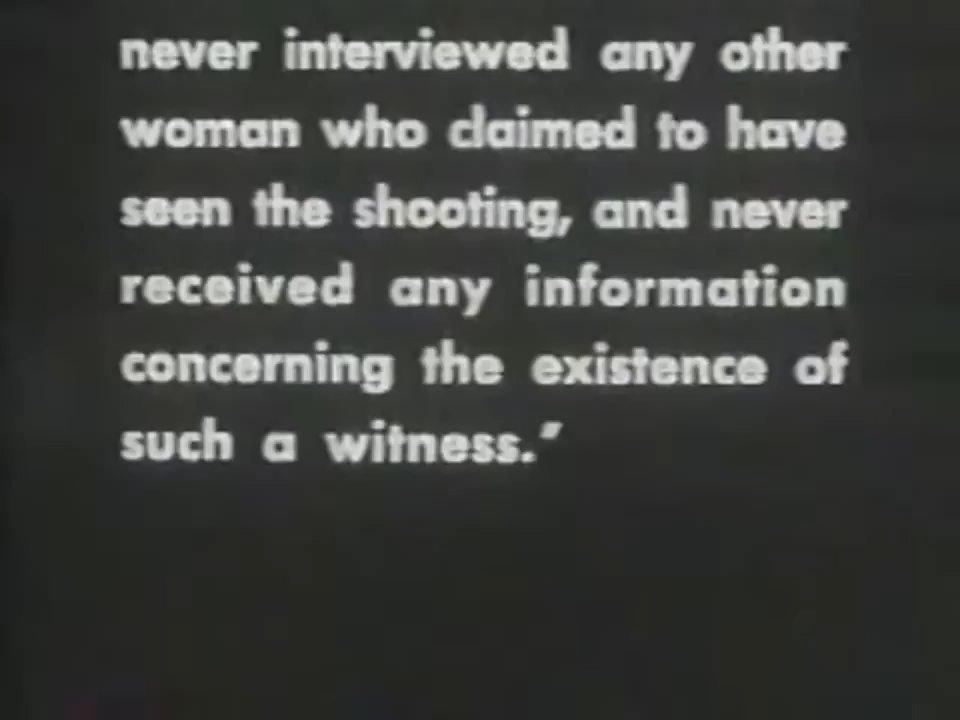 never interviewed any other
woman who claimed to have
seen the shooting, and never
received any information
concerning the existence of
such a witness."